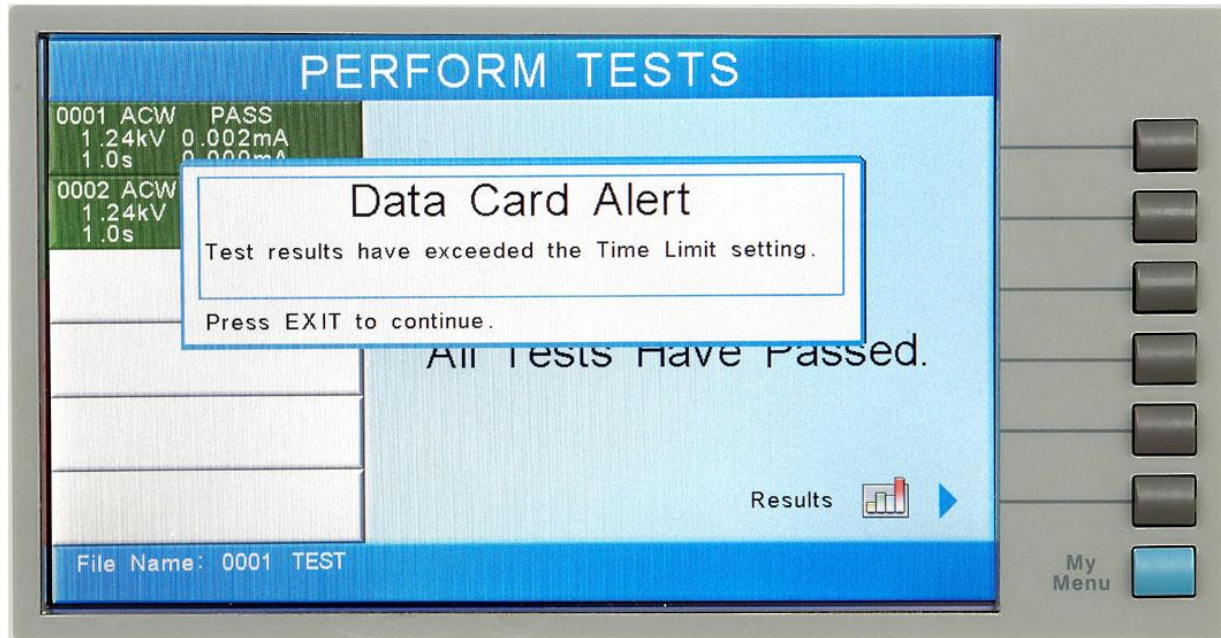 PERFORM TESTS
0001 ACW PASS
1.24kV 0.002mA
1.0s 0.000mA
0002 ACW
1.24kV
1.0s
Data Card Alert
Test results have exceeded the Time Limit setting.
Press EXIT to continue.
All Tests Have Passed.
Results
File Name: 0001 TEST
My
Menu